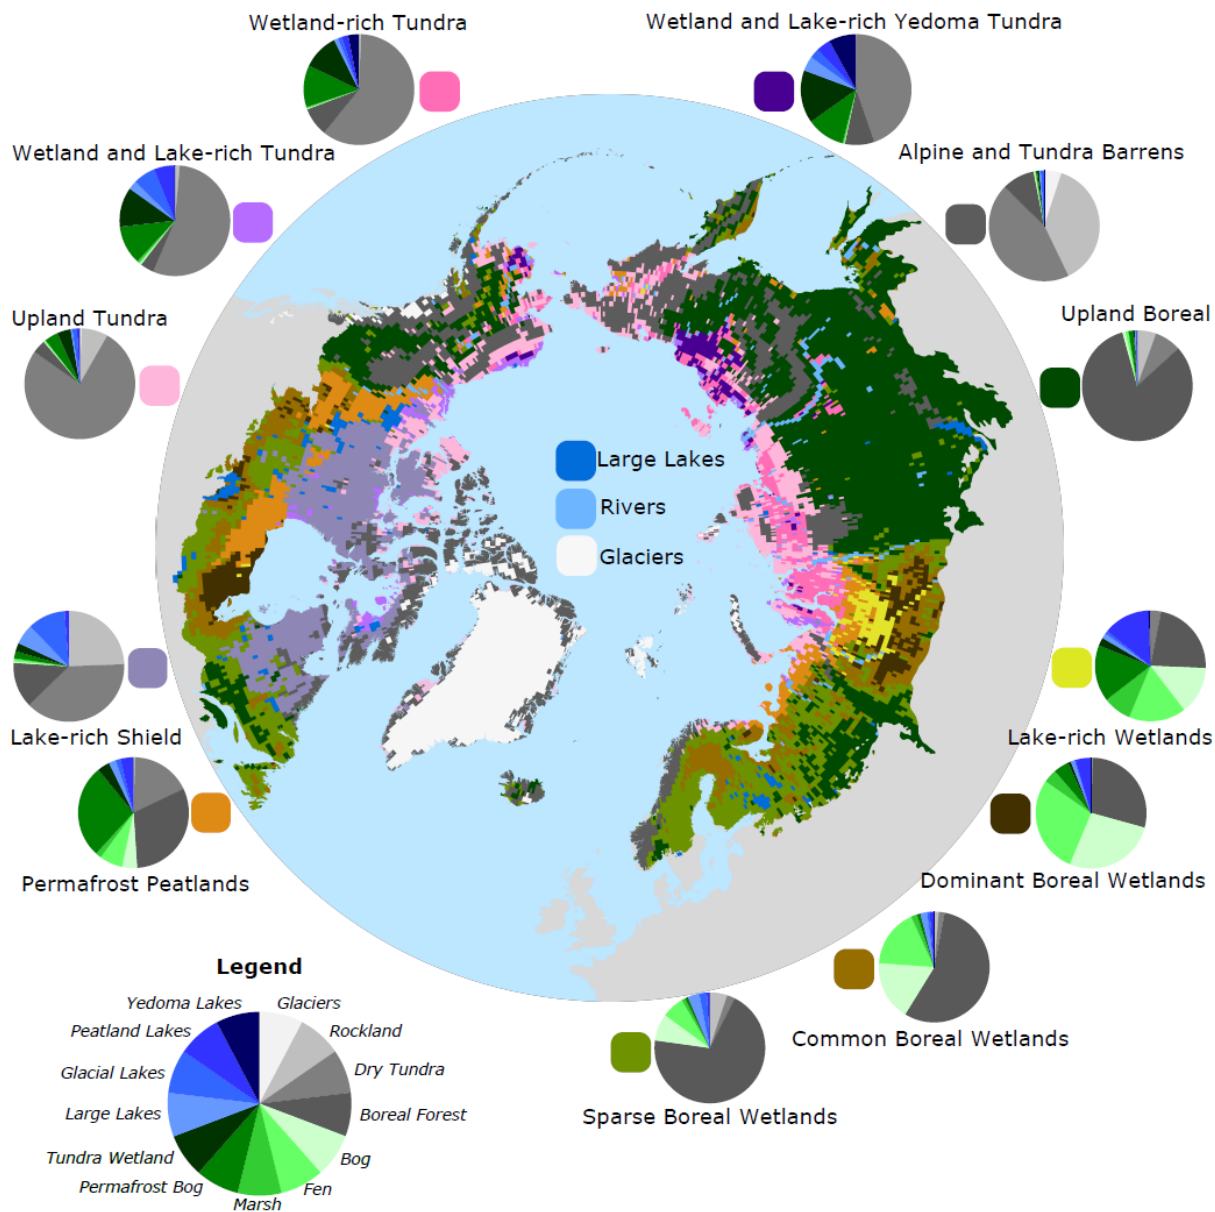 Wetland-rich Tundra
Wetland and Lake-rich Yedoma Tundra
Wetland and Lake-rich Tundra
Alpine and Tundra Barrens
Upland Tundra
Upland Boreal
Large Lakes
Rivers
Glaciers
Lake-rich Shield
Lake-rich Wetlands
Permafrost Peatlands
Dominant Boreal Wetlands
Common Boreal Wetlands
Sparse Boreal Wetlands
Legend
Yedoma Lakes
Glaciers
Peatland Lakes
Rockland
Glacial Lakes
Dry Tundra
Large Lakes
Boreal Forest
Tundra Wetland
Bog
Permafrost Bog
Fen
Marsh